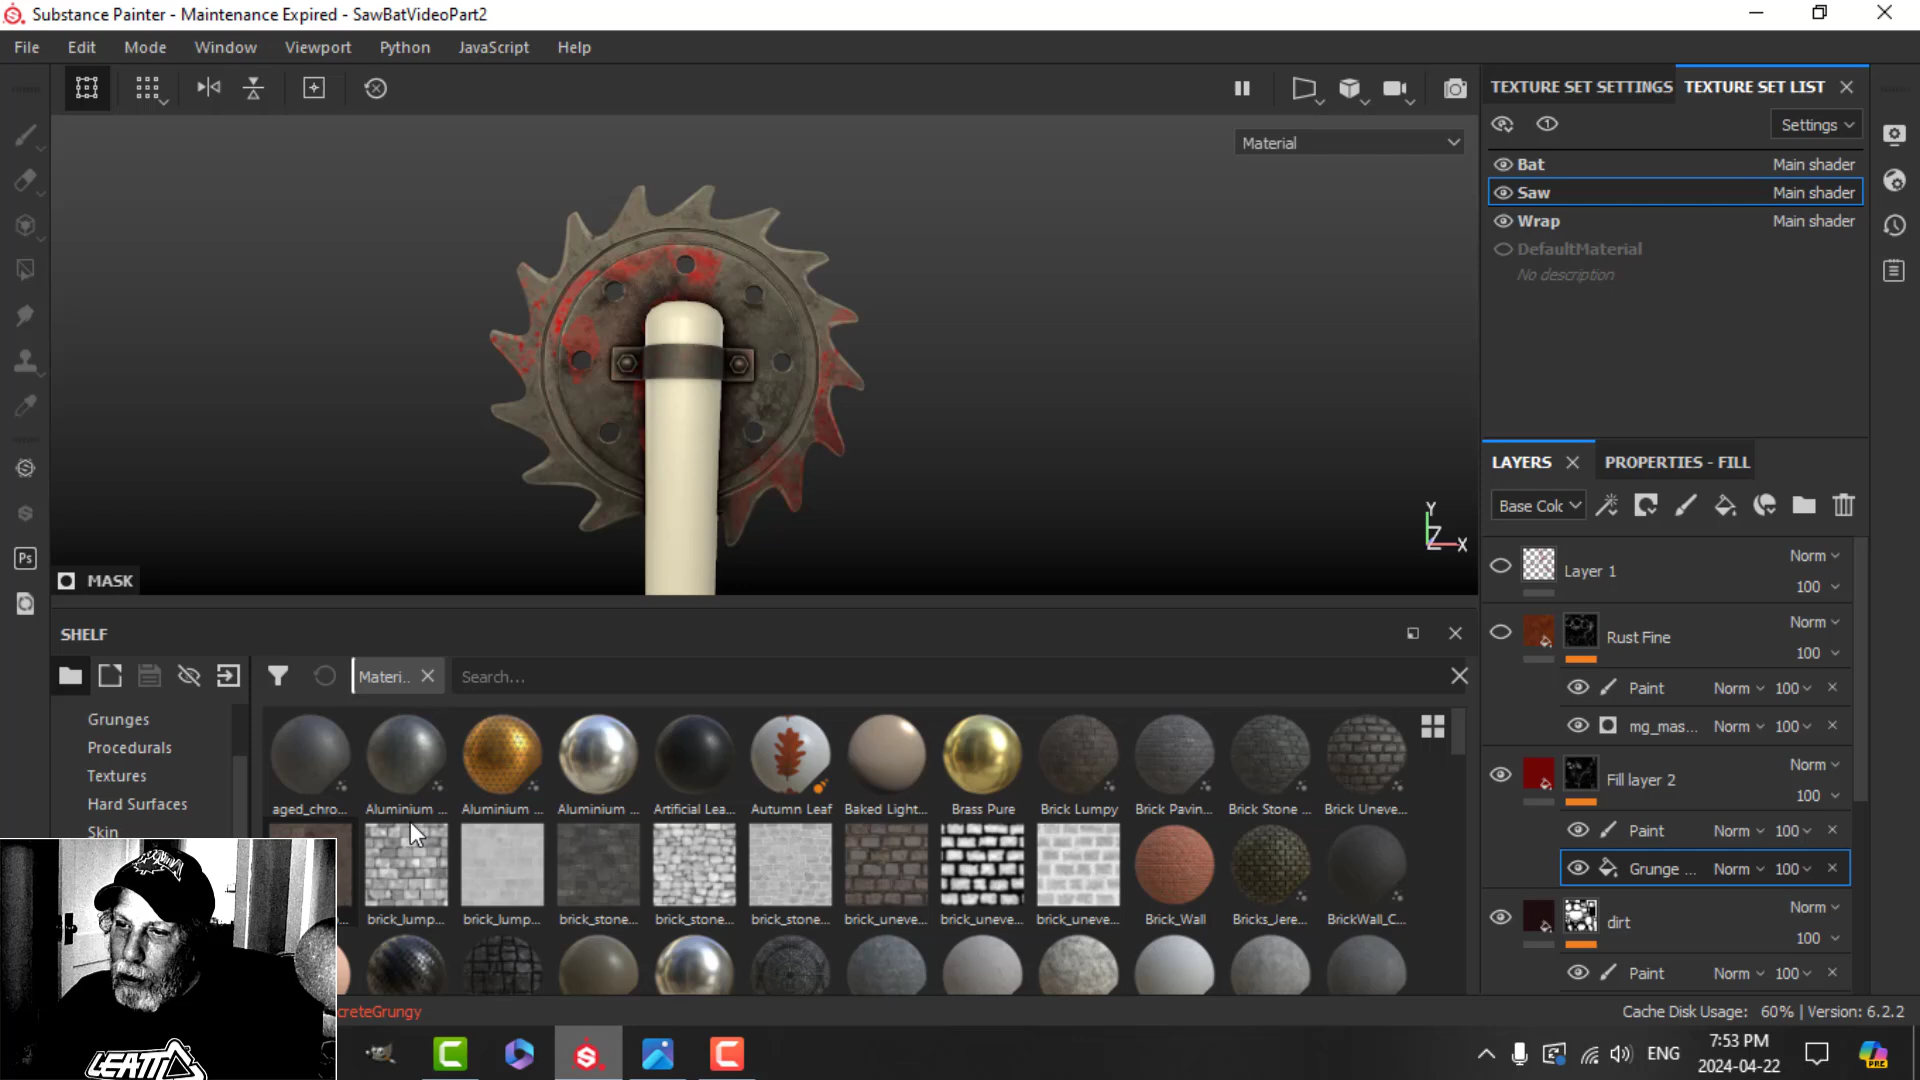 Substance Painter - Maintenance Expired - SawBatVideoPart2
File Edit Mode Window Viewport Python JavaScript Help
TEXTURE SET SETTINGS TEXTURE SET LIST
Settings
Material
Bat Main shader
Saw Main shader
Wrap Main shader
DefaultMaterial
No description
LAYERS PROPERTIES - FILL
Base Colc
Y
Z X
Layer 1 Norm 100
Rust Fine Norm 100
Paint Norm 100
mg_mas... Norm 100
Fill layer 2 Norm 100
Paint Norm 100
Grunge ... Norm 100
dirt Norm 100
Paint Norm 100
MASK
SHELF
Materi.. Search...
Grunges
Procedurals
Textures
Hard Surfaces
Skin
aged_chro... Aluminium ... Aluminium ... Aluminium ... Artificial Lea... Autumn Leaf Baked Light... Brass Pure Brick Lumpy Brick Pavin... Brick Stone ... Brick Uneve...
brick_lump... brick_lump... brick_stone... brick_stone... brick_stone... brick_uneve... brick_uneve... brick_uneve... Brick_Wall Bricks_Jere... BrickWall_C...
creteGrungy
Cache Disk Usage: 60% | Version: 6.2.2
Ps
ENG
7:53 PM
2024-04-22
PRE